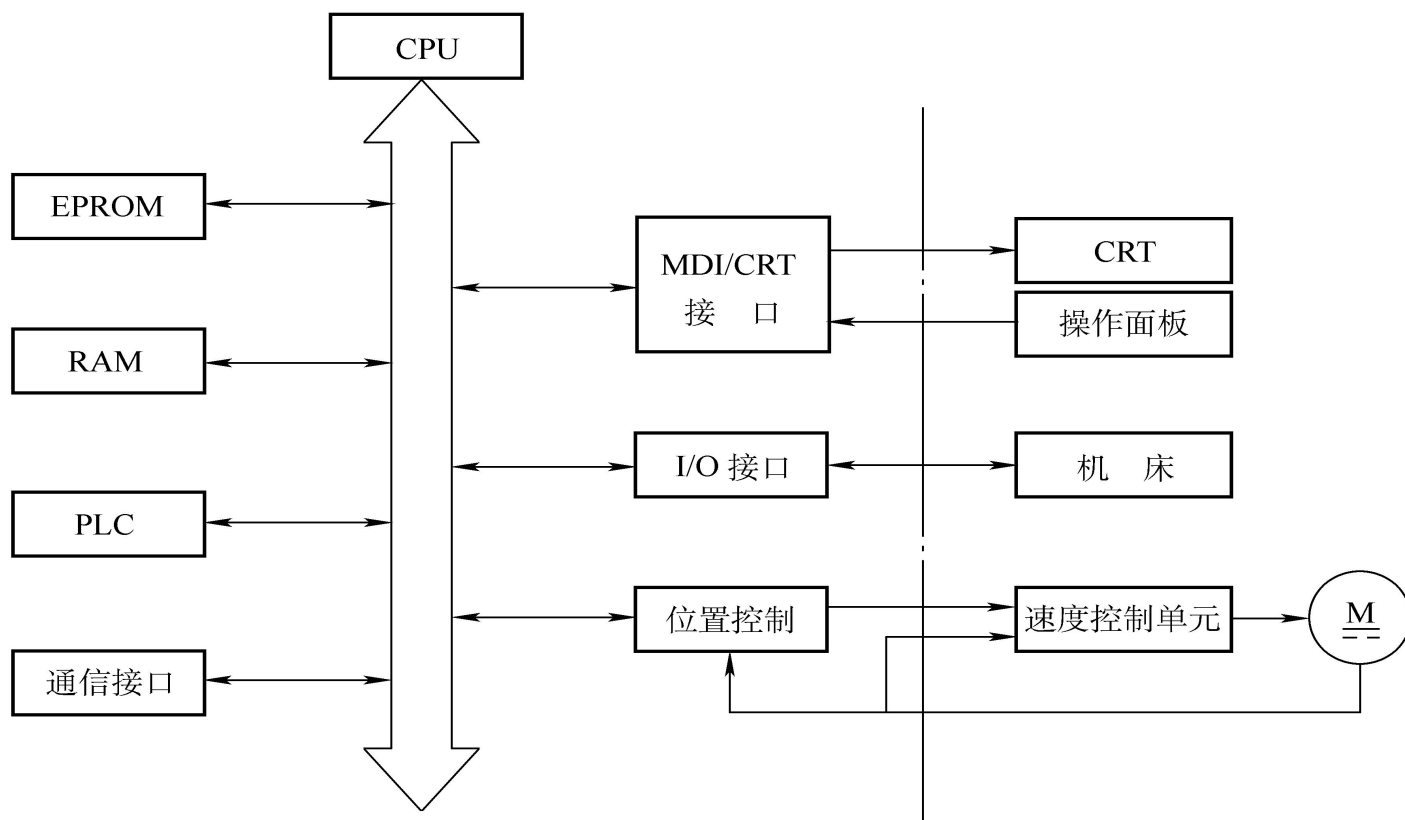 CPU
EPROM
RAM
PLC
通信接口
MDI/CRT
接 口
I/O 接口
位置控制
CRT
操作面板
机 床
速度控制单元
M